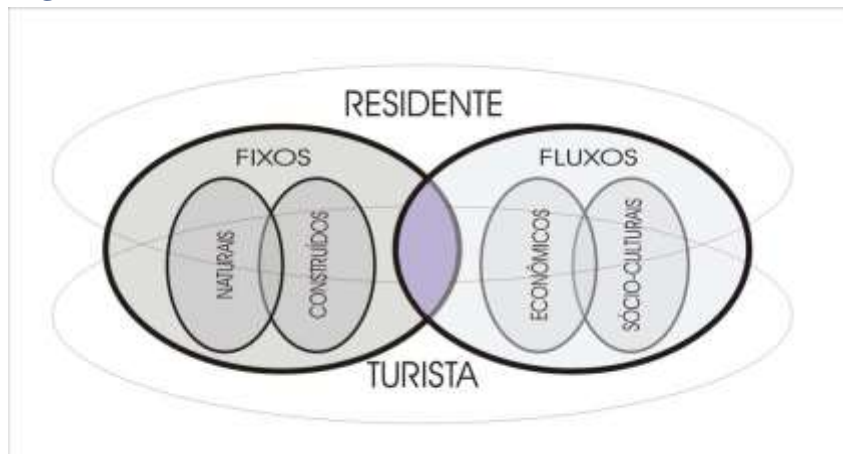 RESIDENTE
FIXOS
FLUXOS
NATURAIS
CONSTRUÍDOS
ECONÔMICOS
SÓCIO-CULTURAIS
TURISTA